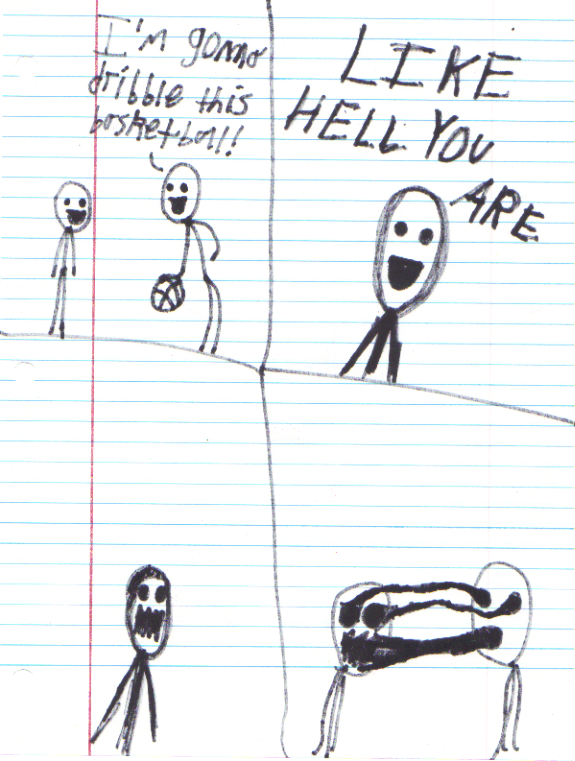 I'm gonna
dribble this
basketball!
LIKE
HELL YOU
ARE